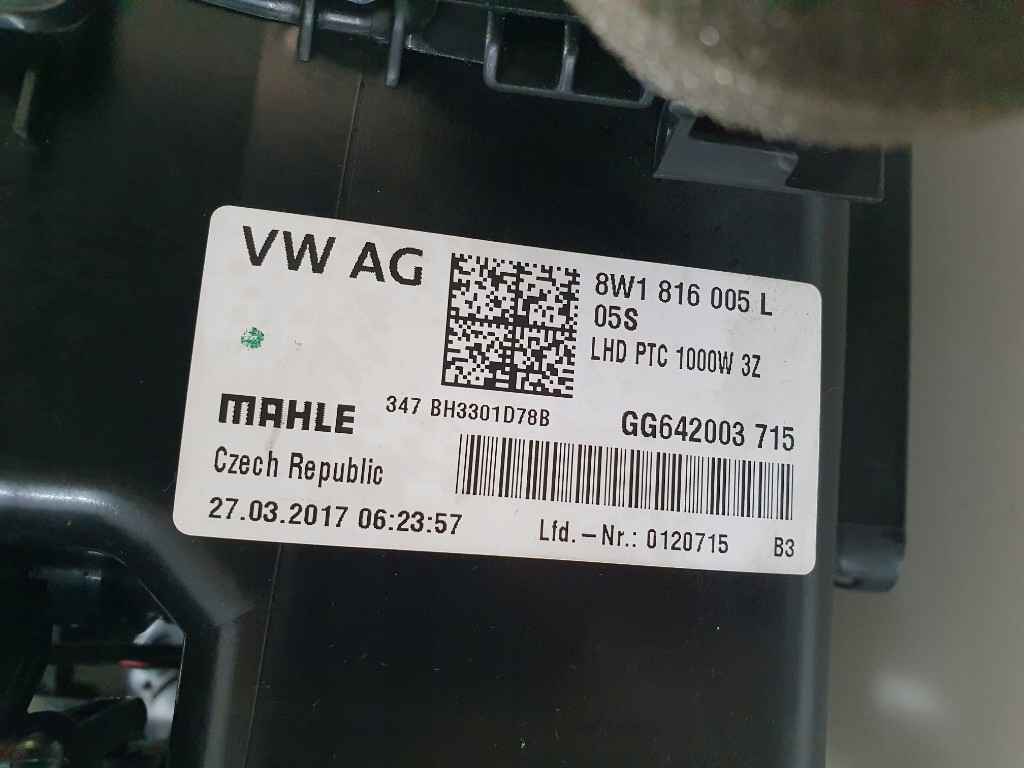 VW AG
8W1 816 005 L
05S
LHD PTC 1000W 3Z
MAHLE
347 BH3301D78B
GG642003 715
Czech Republic
27.03.2017 06:23:57
Lfd.-Nr.: 0120715
B3